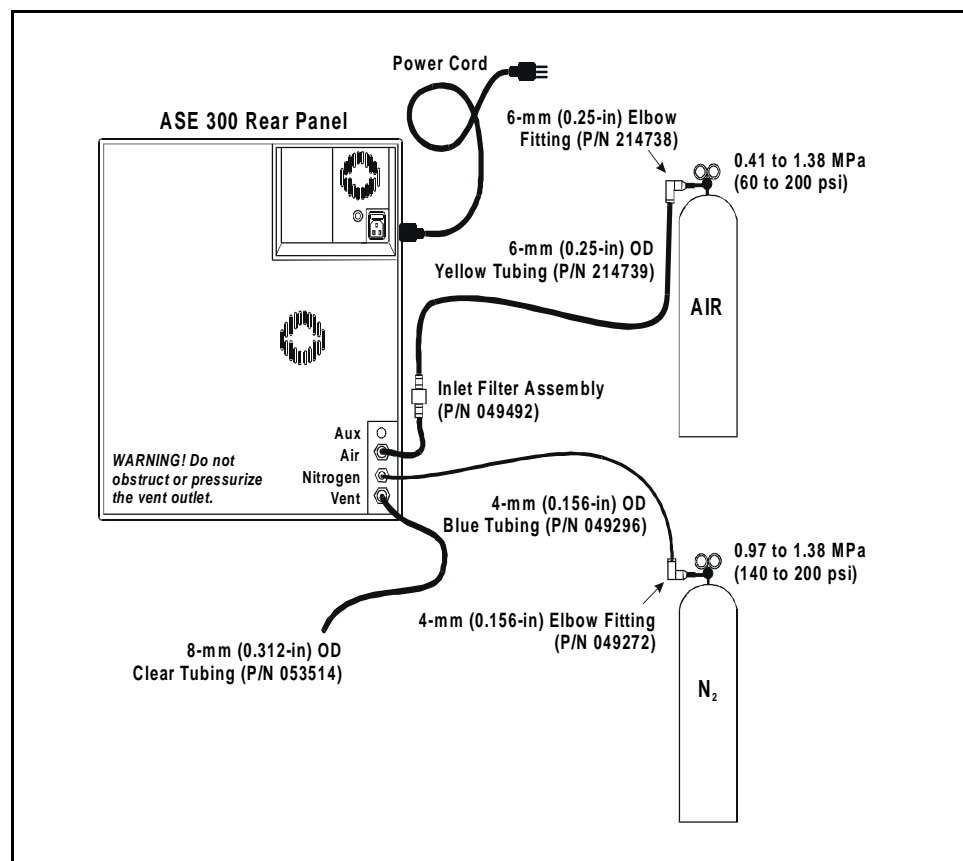 Power Cord
ASE 300 Rear Panel
6-mm (0.25-in) Elbow
Fitting (P/N 214738)
0.41 to 1.38 MPa
(60 to 200 psi)
6-mm (0.25-in) OD
Yellow Tubing (P/N 214739)
AIR
Inlet Filter Assembly
(P/N 049492)
Aux
Air
Nitrogen
Vent
WARNING! Do not
obstruct or pressurize
the vent outlet.
4-mm (0.156-in) OD
Blue Tubing (P/N 049296)
0.97 to 1.38 MPa
(140 to 200 psi)
4-mm (0.156-in) Elbow Fitting
(P/N 049272)
8-mm (0.312-in) OD
Clear Tubing (P/N 053514)
N₂